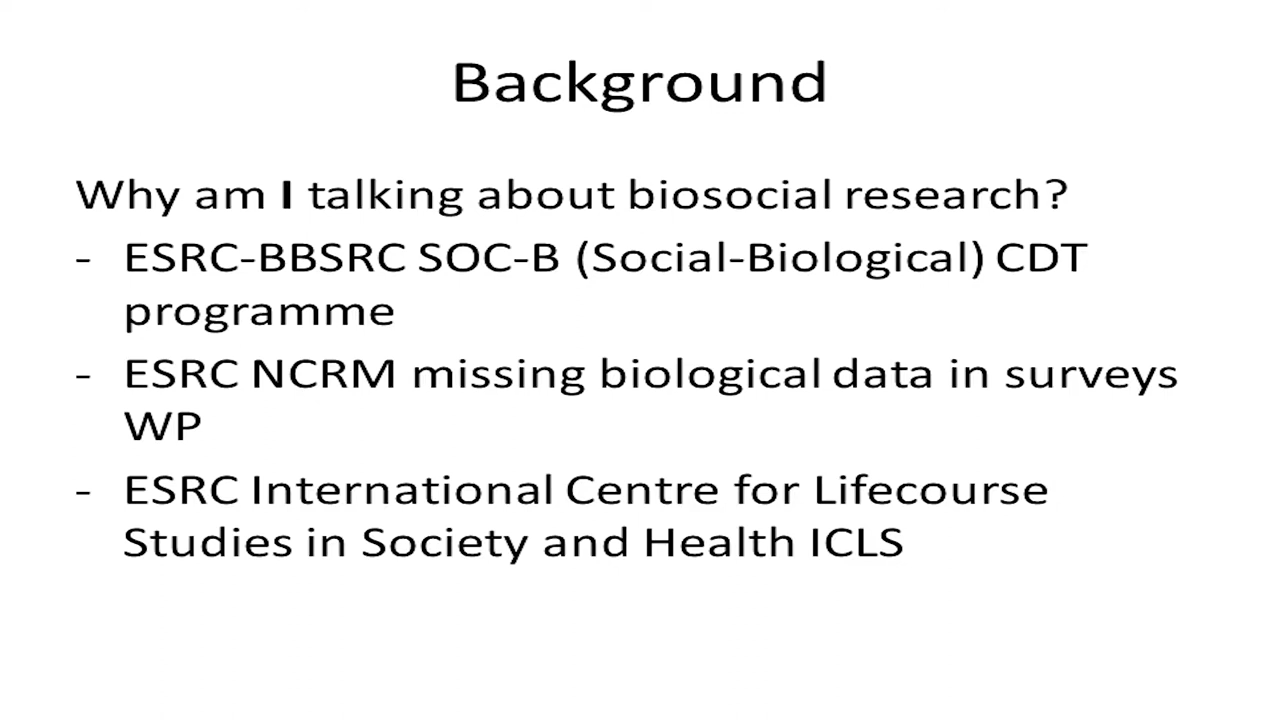 Background
Why am I talking about biosocial research?
- ESRC-BBSRC SOC-B (Social-Biological) CDT
programme
- ESRC NCRM missing biological data in surveys
WP
- ESRC International Centre for Lifecourse
Studies in Society and Health ICLS